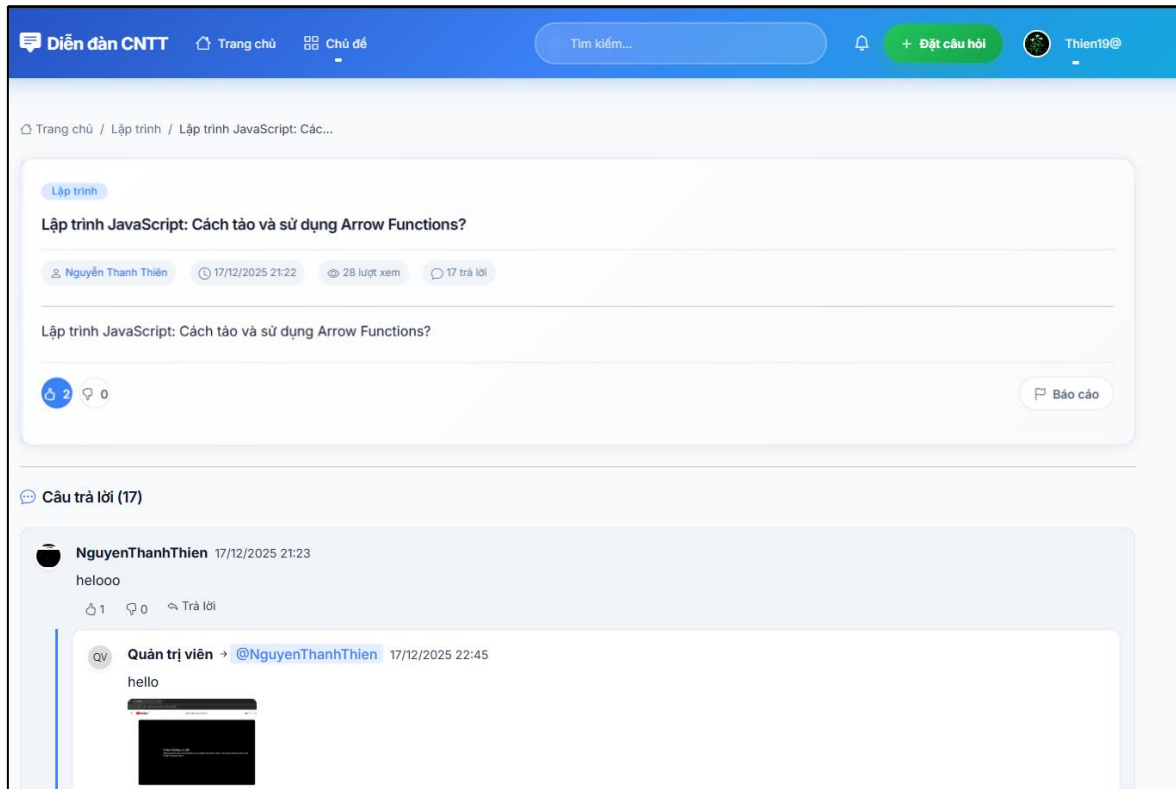 Diễn đàn CNTT Trang chủ Chủ đề Tìm kiếm... + Đặt câu hỏi Thien19@
Trang chủ / Lập trình / Lập trình JavaScript: Các...
Lập trình
Lập trình JavaScript: Cách tảo và sử dụng Arrow Functions?
Nguyễn Thanh Thiên 17/12/2025 21:22 28 lượt xem 17 trả lời
Lập trình JavaScript: Cách tảo và sử dụng Arrow Functions?
2 0 Báo cáo
Câu trả lời (17)
NguyenThanhThien 17/12/2025 21:23
helooo
1 0 Trả lời
QV Quản trị viên → @NguyenThanhThien 17/12/2025 22:45
hello